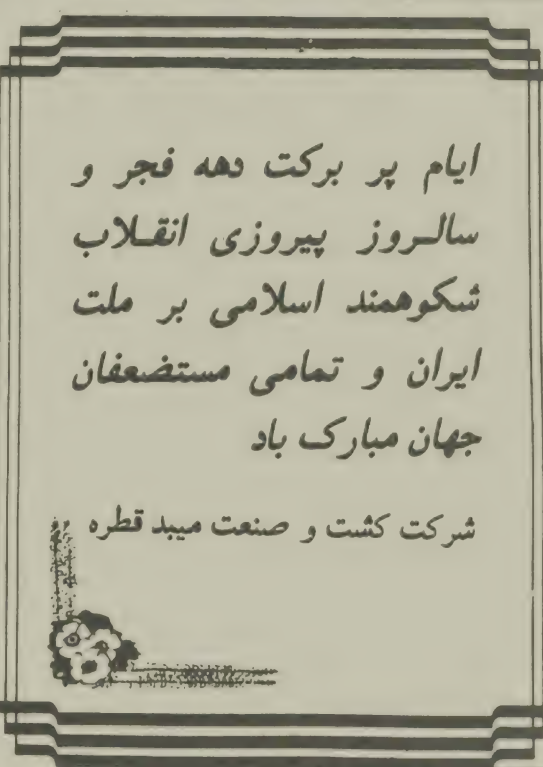 ایام پر برکت دهه فجر و
سالروز پیروزی انقلاب
شکوهمند اسلامی بر ملت
ایران و تمامی مستضعفان
جهان مبارک باد
شرکت کشت و صنعت میبد قطره